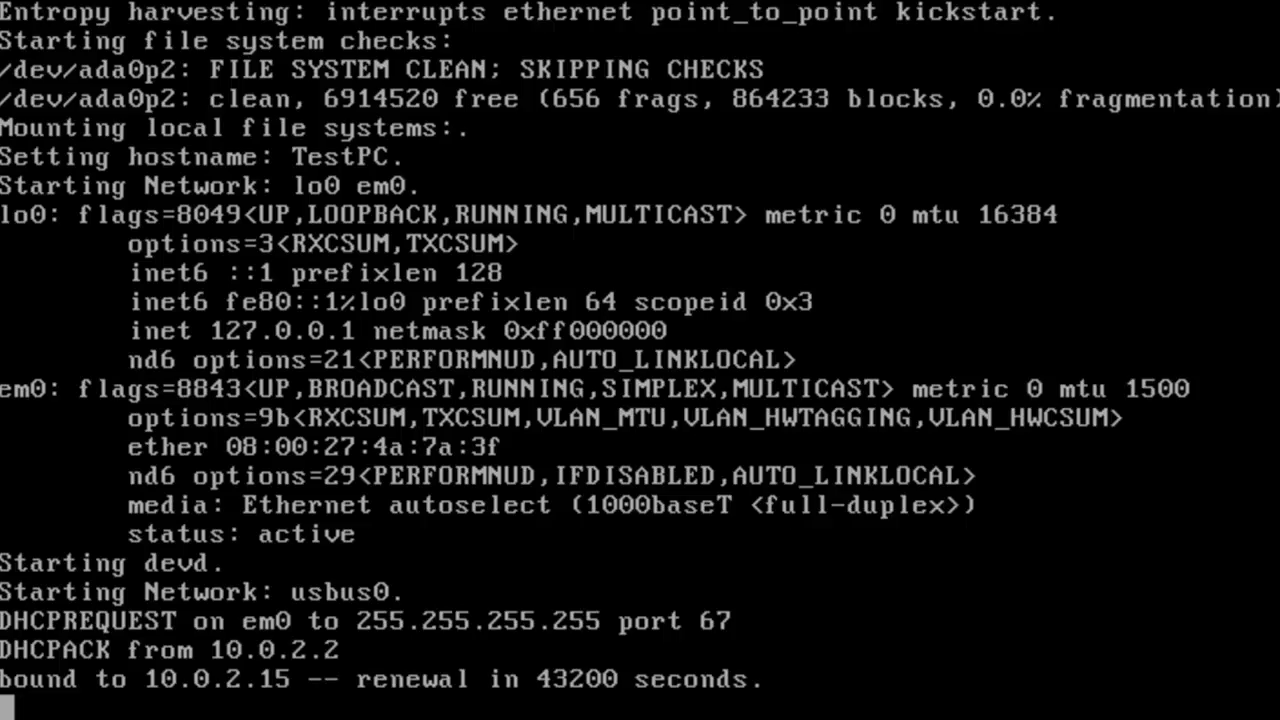 Entropy harvesting: interrupts ethernet point_to_point kickstart.
Starting file system checks:
/dev/ada0p2: FILE SYSTEM CLEAN; SKIPPING CHECKS
/dev/ada0p2: clean, 6914520 free (656 frags, 864233 blocks, 0.0% fragmentation)
Mounting local file systems:.
Setting hostname: TestPC.
Starting Network: lo0 em0.
lo0: flags=8049<UP,LOOPBACK,RUNNING,MULTICAST> metric 0 mtu 16384
options=3<RXCSUM,TXCSUM>
inet6 ::1 prefixlen 128
inet6 fe80::1%lo0 prefixlen 64 scopeid 0x3
inet 127.0.0.1 netmask 0xff000000
nd6 options=21<PERFORMNUD,AUTO_LINKLOCAL>
em0: flags=8843<UP,BROADCAST,RUNNING,SIMPLEX,MULTICAST> metric 0 mtu 1500
options=9b<RXCSUM,TXCSUM,VLAN_MTU,VLAN_HWTAGGING,VLAN_HWCSUM>
ether 08:00:27:4a:7a:3f
nd6 options=29<PERFORMNUD,IFDISABLED,AUTO_LINKLOCAL>
media: Ethernet autoselect (1000baseT <full-duplex>)
status: active
Starting devd.
Starting Network: usbus0.
DHCPREQUEST on em0 to 255.255.255.255 port 67
DHCPACK from 10.0.2.2
bound to 10.0.2.15 -- renewal in 43200 seconds.